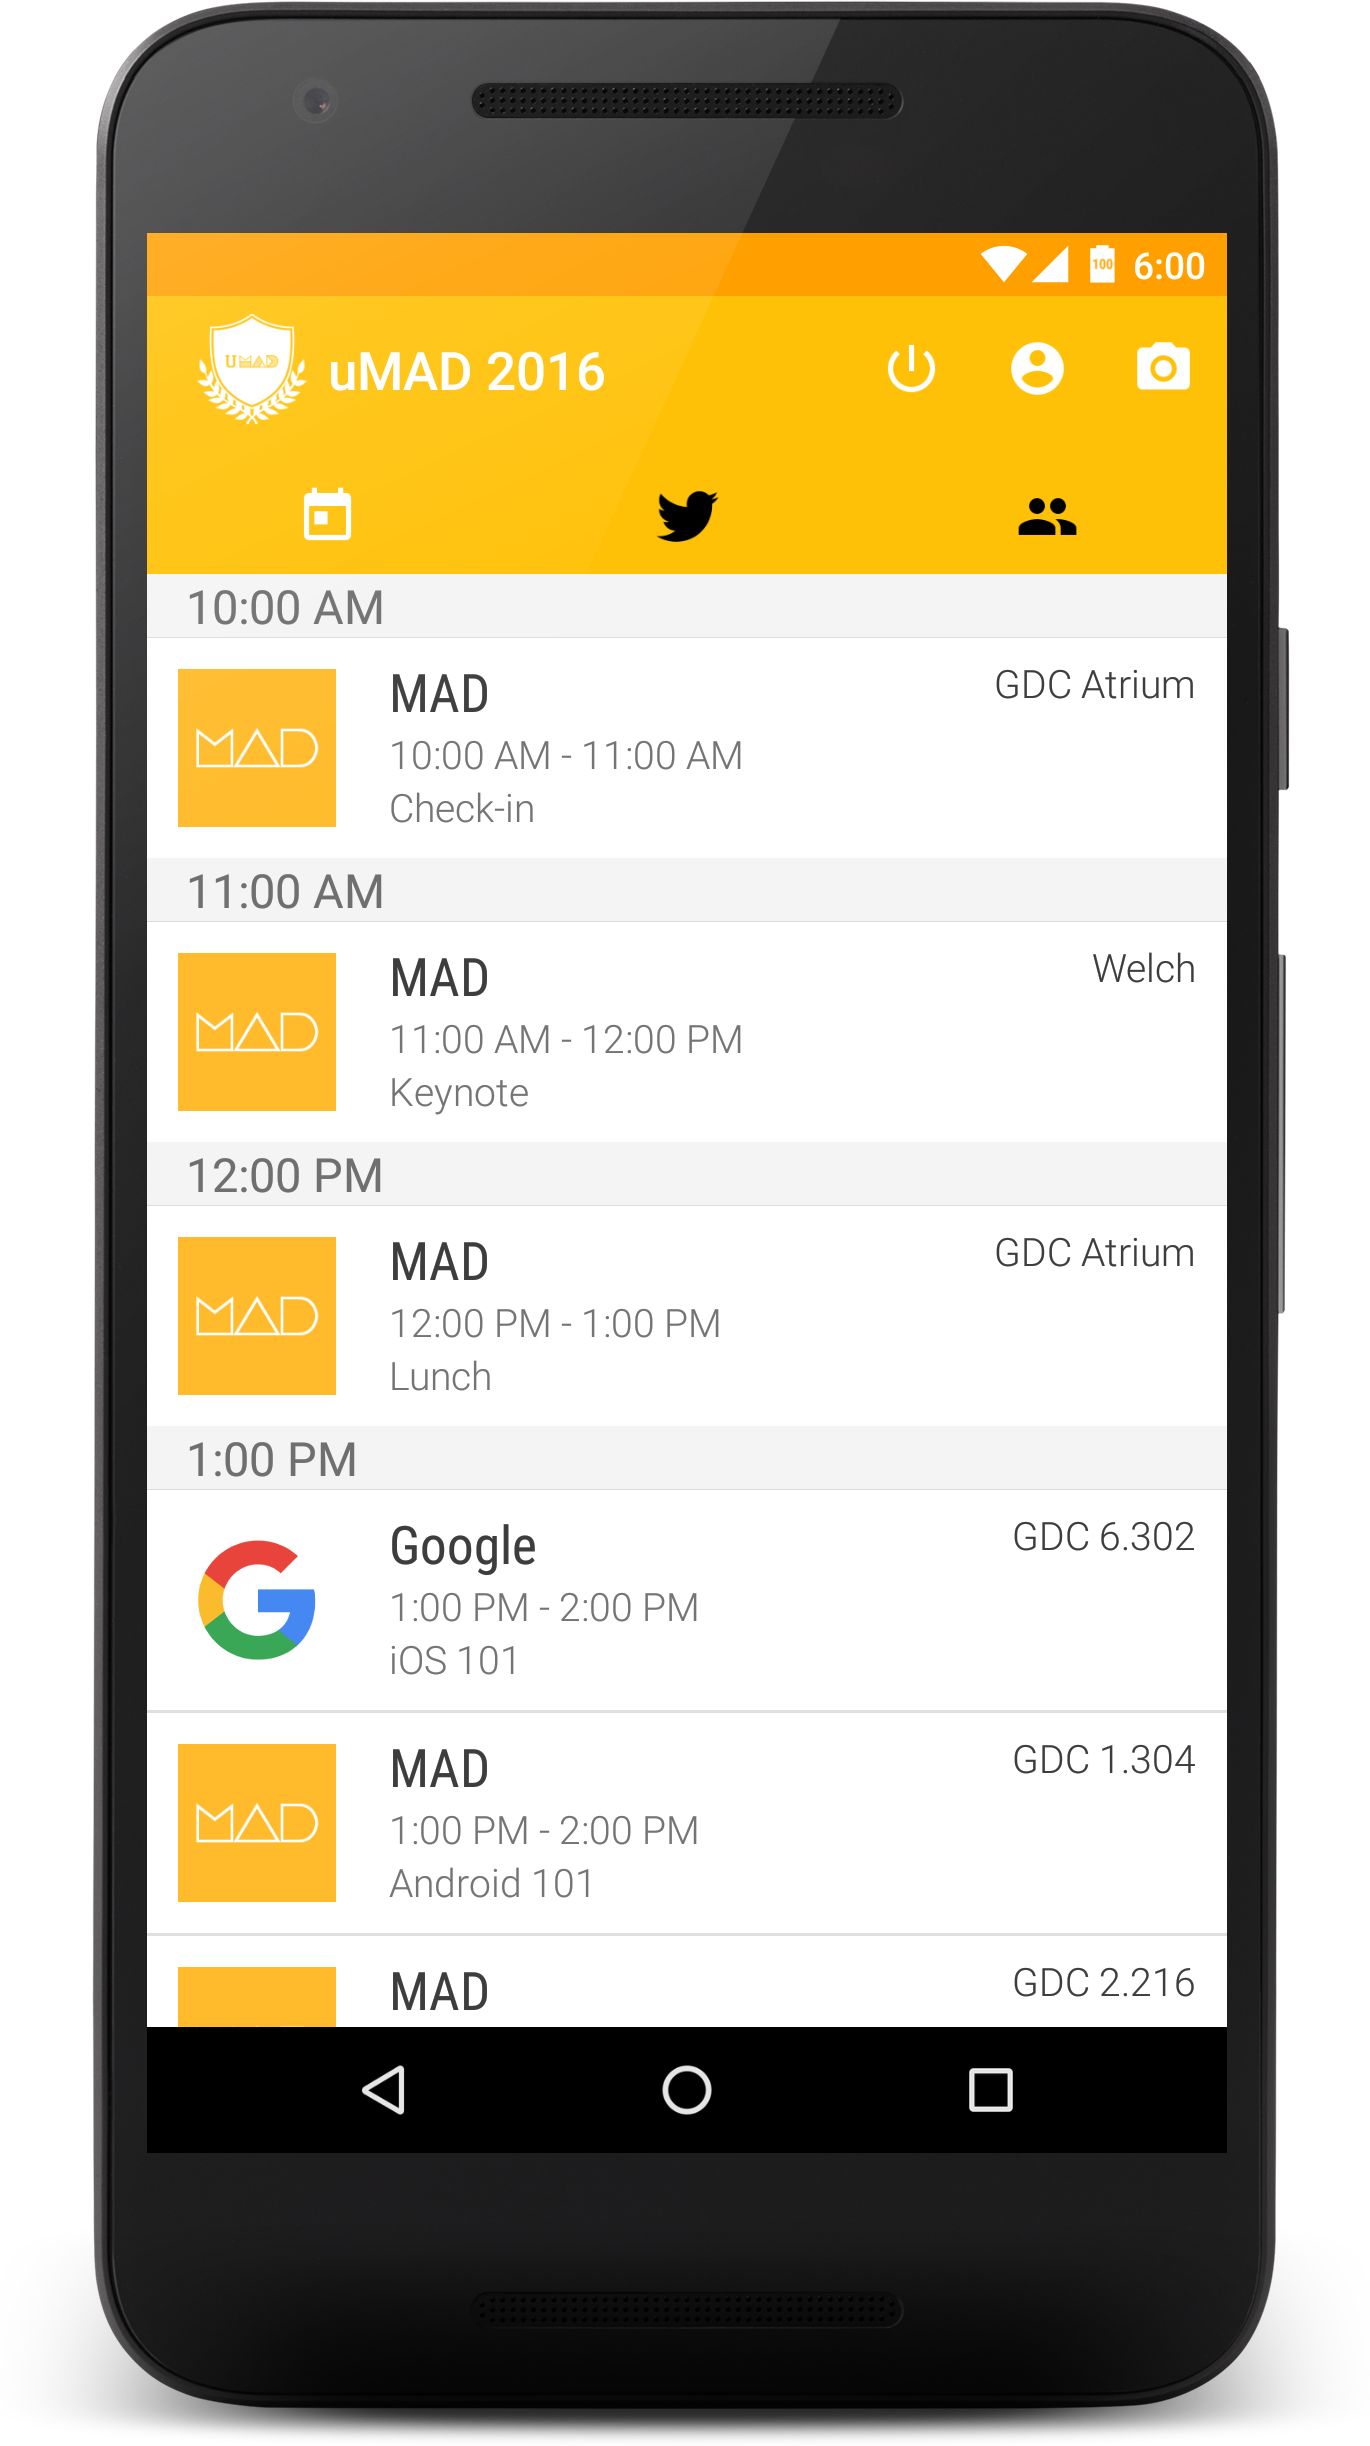 100 6:00
UMAD
uMAD 2016
10:00 AM
MAD
MAD
GDC Atrium
10:00 AM - 11:00 AM
Check-in
11:00 AM
MAD
MAD
Welch
11:00 AM - 12:00 PM
Keynote
12:00 PM
MAD
MAD
GDC Atrium
12:00 PM - 1:00 PM
Lunch
1:00 PM
G
Google
GDC 6.302
1:00 PM - 2:00 PM
iOS 101
MAD
MAD
GDC 1.304
1:00 PM - 2:00 PM
Android 101
MAD
GDC 2.216